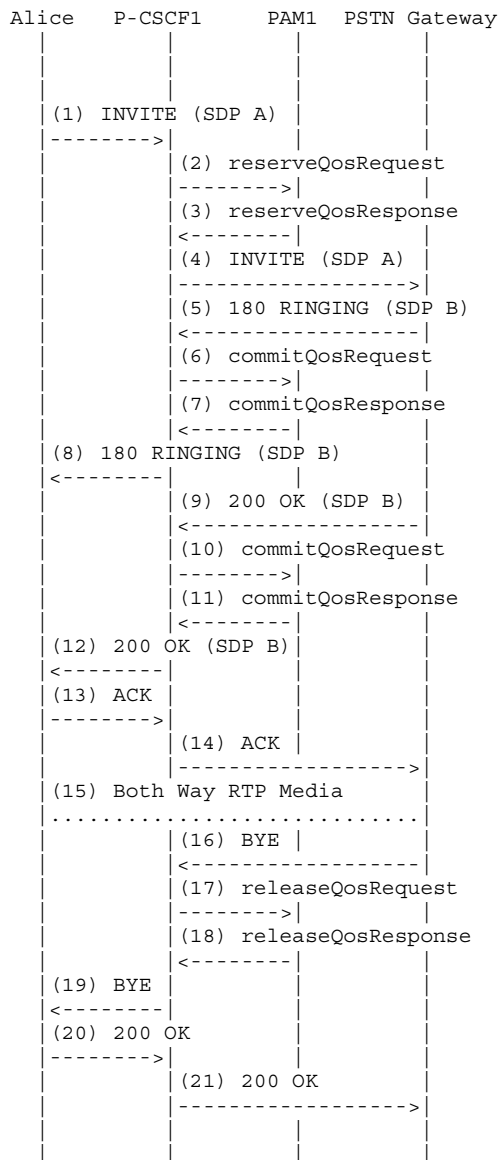 Alice P-CSCF1 PAM1 PSTN Gateway
(1) INVITE (SDP A)
(2) reserveQosRequest
(3) reserveQosResponse
(4) INVITE (SDP A)
(5) 180 RINGING (SDP B)
(6) commitQosRequest
(7) commitQosResponse
(8) 180 RINGING (SDP B)
(9) 200 OK (SDP B)
(10) commitQosRequest
(11) commitQosResponse
(12) 200 OK (SDP B)
(13) ACK
(14) ACK
(15) Both Way RTP Media
(16) BYE
(17) releaseQosRequest
(18) releaseQosResponse
(19) BYE
(20) 200 OK
(21) 200 OK